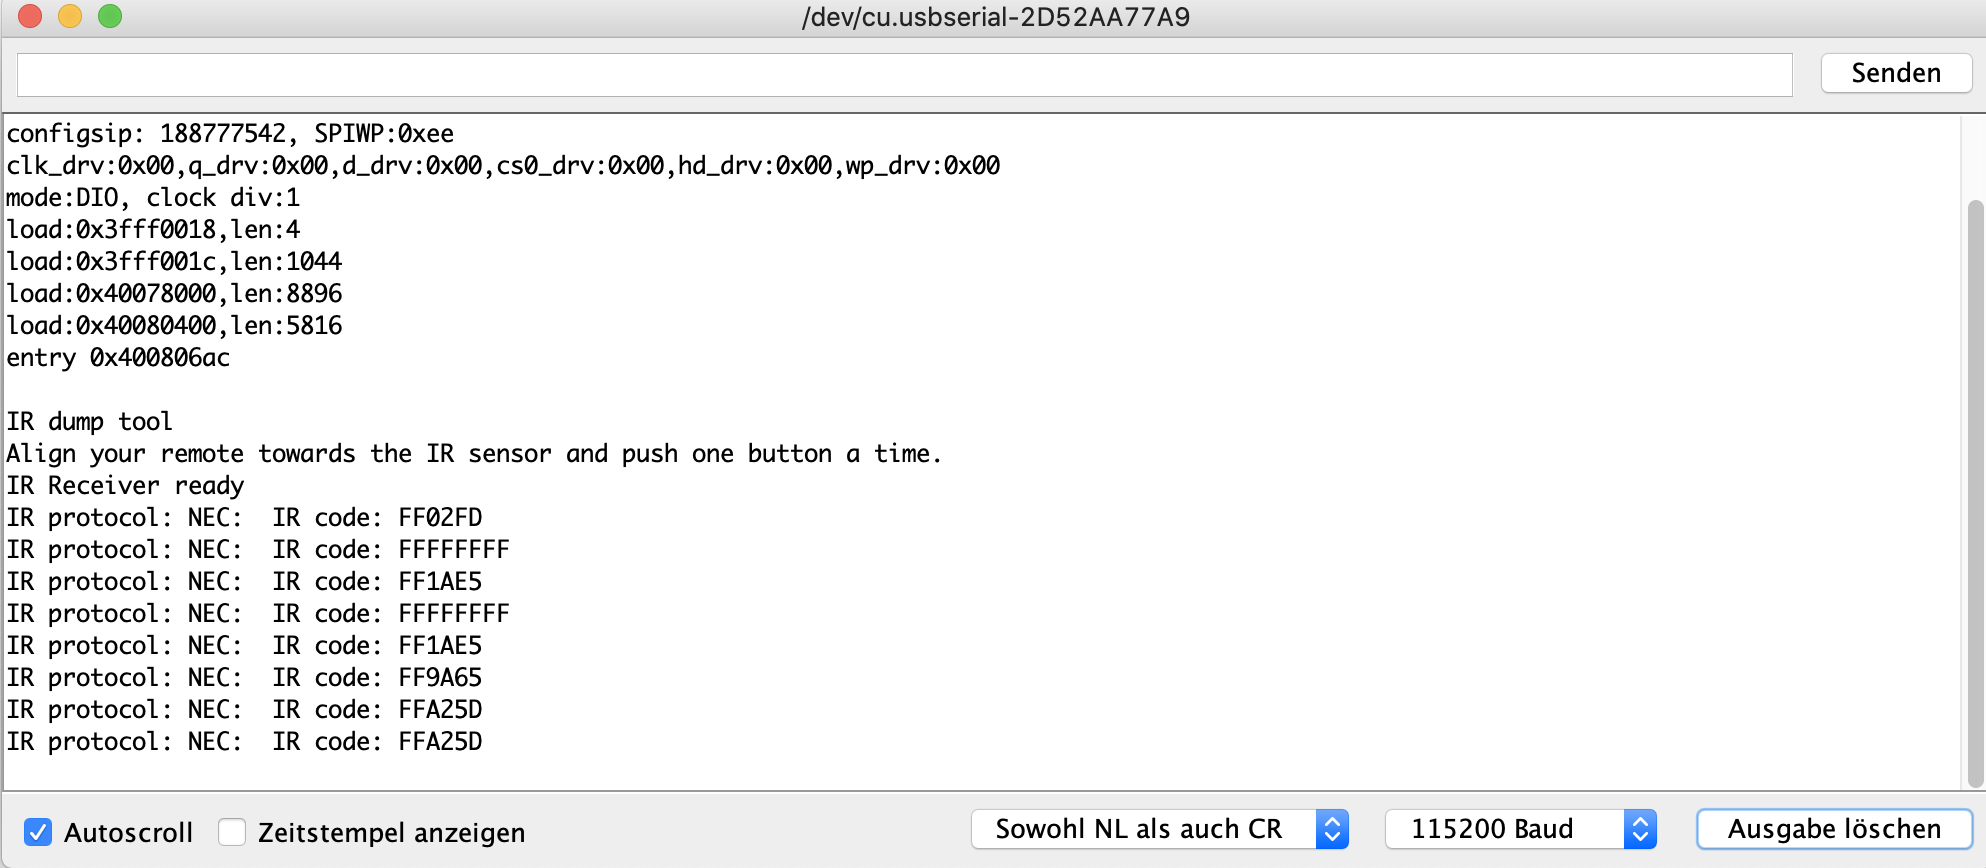 /dev/cu.usbserial-2D52AA77A9
Senden
configsip: 188777542, SPIWP:0xee
clk_drv:0x00,q_drv:0x00,d_drv:0x00,cs0_drv:0x00,hd_drv:0x00,wp_drv:0x00
mode:DIO, clock div:1
load:0x3fff0018,len:4
load:0x3fff001c,len:1044
load:0x40078000,len:8896
load:0x40080400,len:5816
entry 0x400806ac
IR dump tool
Align your remote towards the IR sensor and push one button a time.
IR Receiver ready
IR protocol: NEC:  IR code: FF02FD
IR protocol: NEC:  IR code: FFFFFFFF
IR protocol: NEC:  IR code: FF1AE5
IR protocol: NEC:  IR code: FFFFFFFF
IR protocol: NEC:  IR code: FF1AE5
IR protocol: NEC:  IR code: FF9A65
IR protocol: NEC:  IR code: FFA25D
IR protocol: NEC:  IR code: FFA25D
Autoscroll Zeitstempel anzeigen Sowohl NL als auch CR 115200 Baud Ausgabe löschen